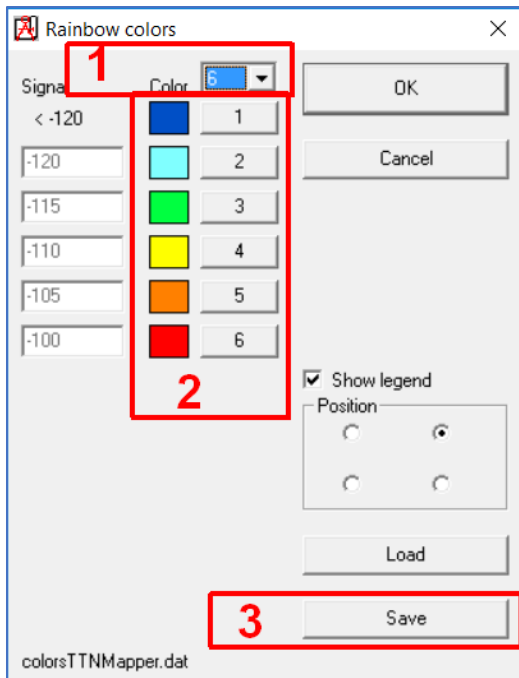 Rainbow colors
1
Signa Color 6
OK
< -120 1
-120 2
Cancel
-115 3
-110 4
-105 5
-100 6
2
Show legend
Position
Load
3 Save
colorsTTNMapper.dat